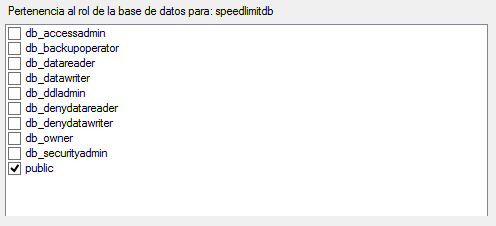 Pertenencia al rol de la base de datos para: speedlimitdb
db_accessadmin
db_backupoperator
db_datareader
db_datawriter
db_ddladmin
db_denydatareader
db_denydatawriter
db_owner
db_securityadmin
public